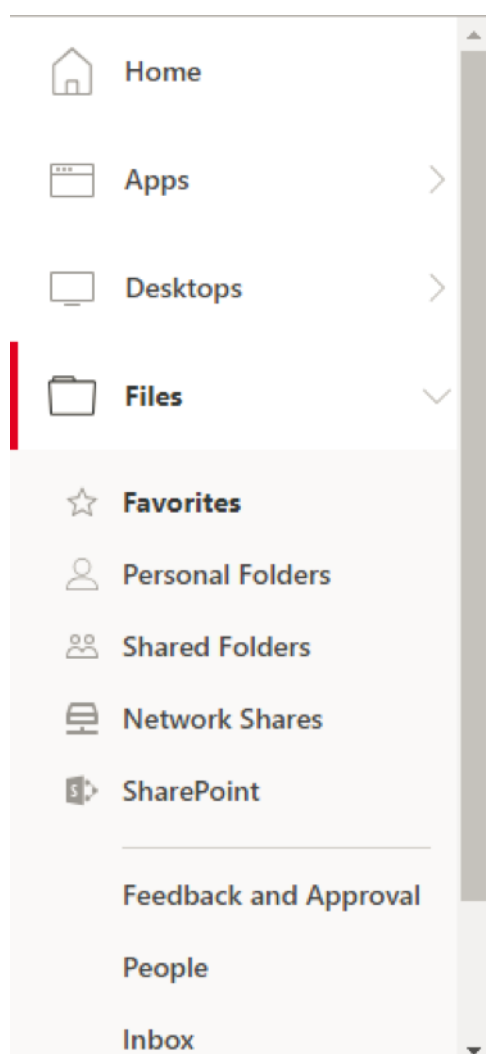 Home
Apps
Desktops
Files
Favorites
Personal Folders
Shared Folders
Network Shares
SharePoint
Feedback and Approval
People
Inbox